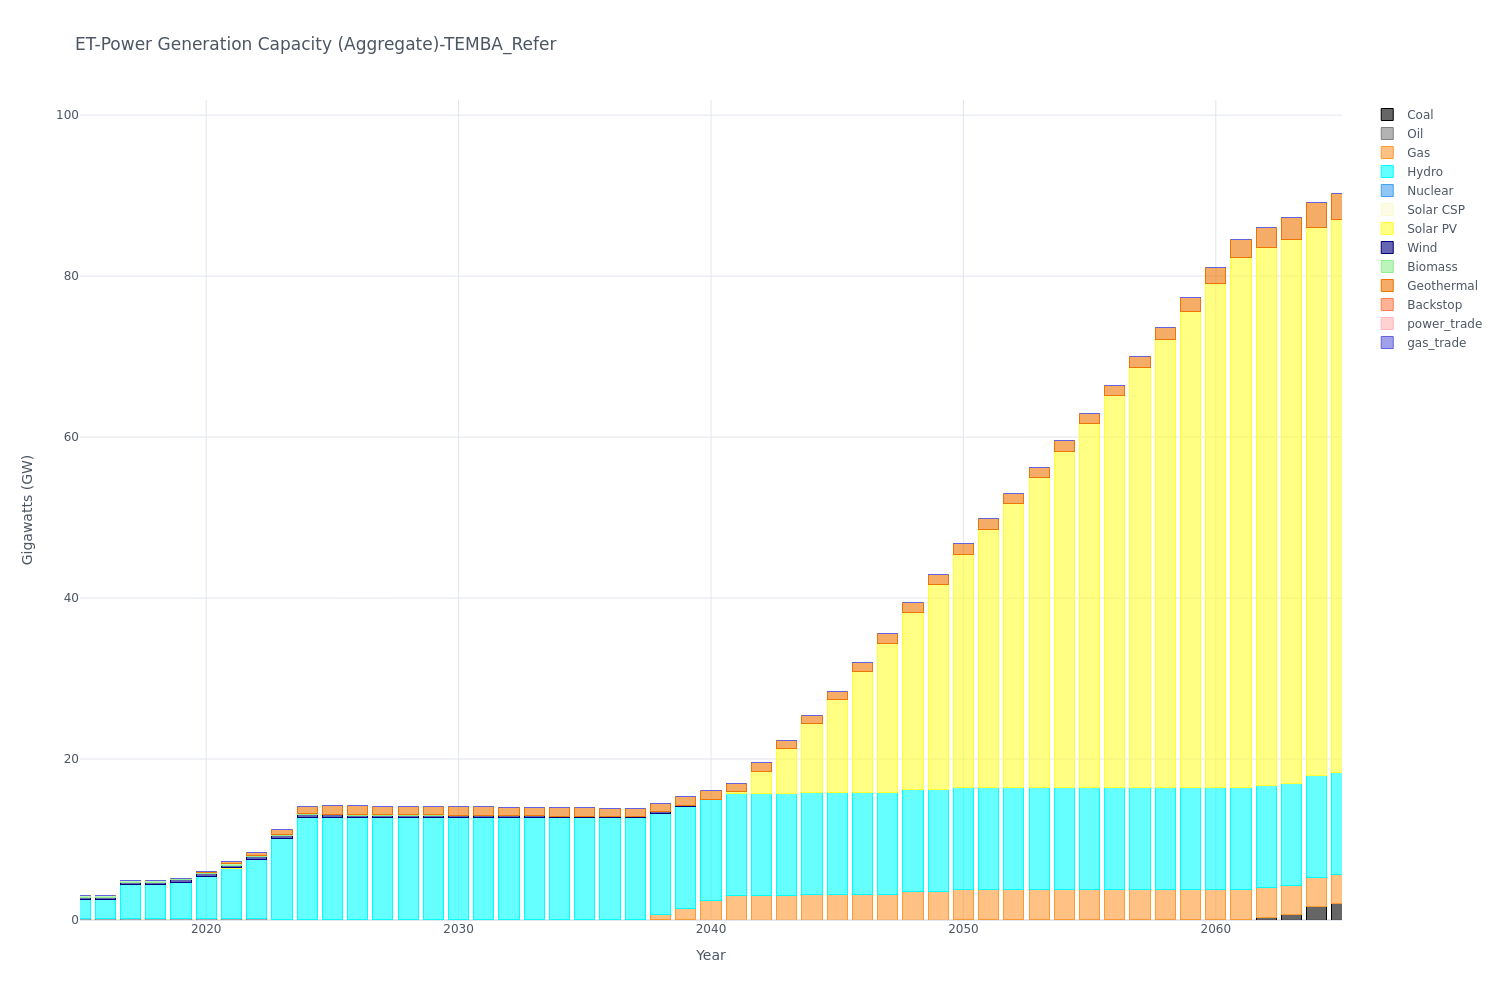 ET-Power Generation Capacity (Aggregate)-TEMBA_Refer
100
80
60
40
20
0
Gigawatts (GW)
2020
2030
2040
2050
2060
Year
Coal
Oil
Gas
Hydro
Nuclear
Solar CSP
Solar PV
Wind
Biomass
Geothermal
Backstop
power_trade
gas_trade